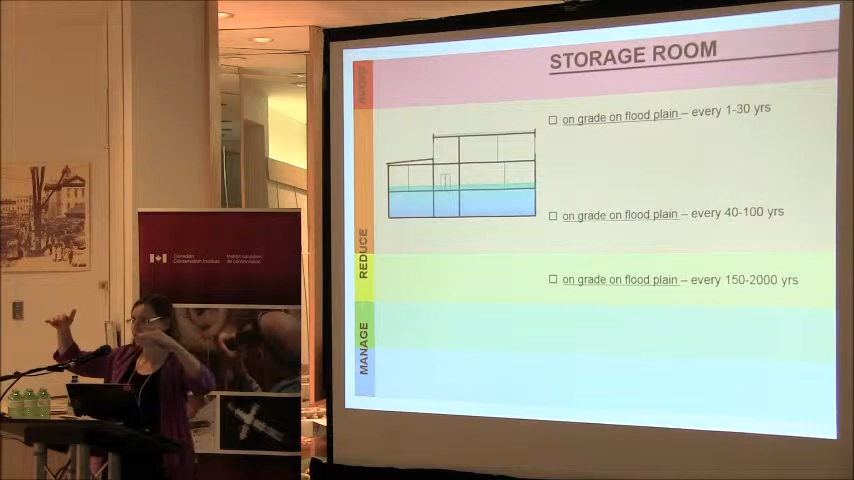 STORAGE ROOM
AVOID
☐ on grade on flood plain – every 1-30 yrs
☐ on grade on flood plain – every 40-100 yrs
REDUCE
☐ on grade on flood plain – every 150-2000 yrs
MANAGE
Canadian Conservation Institute
Institut canadien de conservation